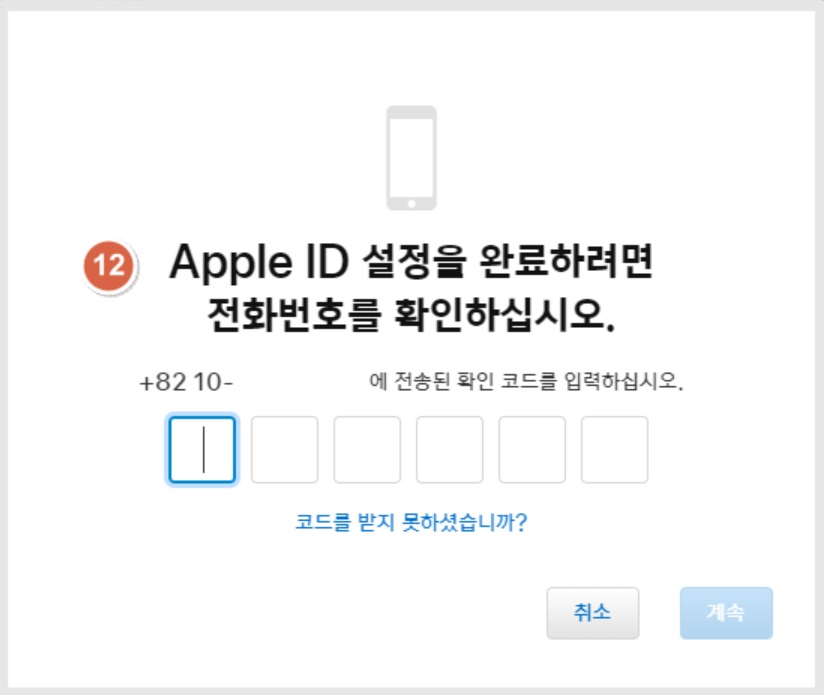 12
Apple ID 설정을 완료하려면
전화번호를 확인하십시오.
+82 10- 에 전송된 확인 코드를 입력하십시오.
코드를 받지 못하셨습니까?
취소 계속